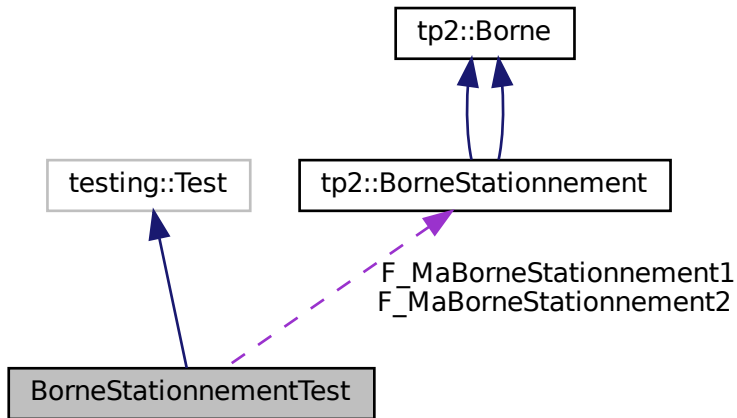 tp2::Borne
testing::Test
tp2::BorneStationnement
F_MaBorneStationnement1
F_MaBorneStationnement2
BorneStationnementTest